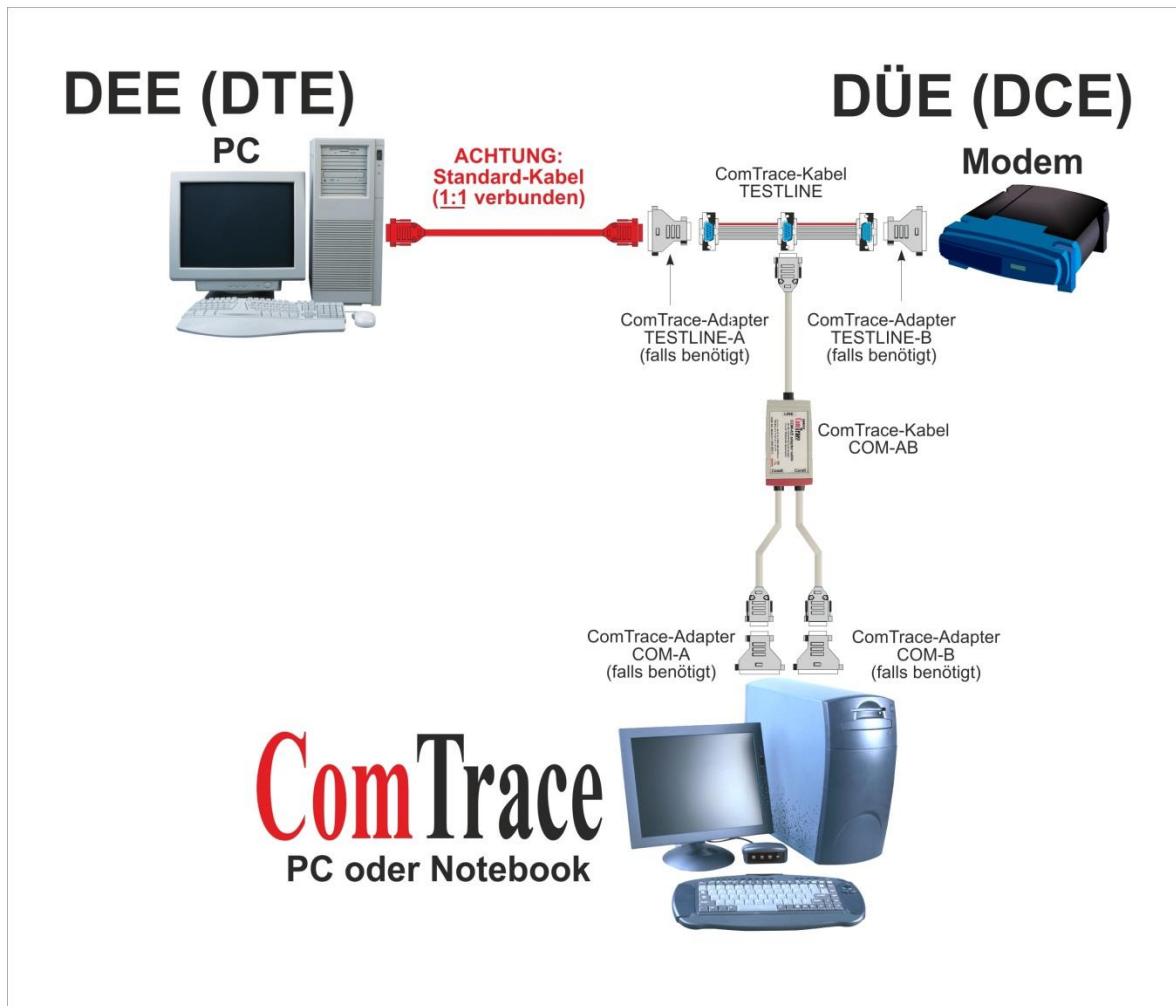 DEE (DTE)
PC
DÜE (DCE)
Modem
ACHTUNG:
Standard-Kabel
(1:1 verbunden)
ComTrace-Kabel
TESTLINE
ComTrace-Adapter
TESTLINE-A
(falls benötigt)
ComTrace-Adapter
TESTLINE-B
(falls benötigt)
LINE
ComTrace
ComTrace-Kabel
COM-AB
ComTrace-Adapter
COM-A
(falls benötigt)
ComTrace-Adapter
COM-B
(falls benötigt)
ComTrace
PC oder Notebook